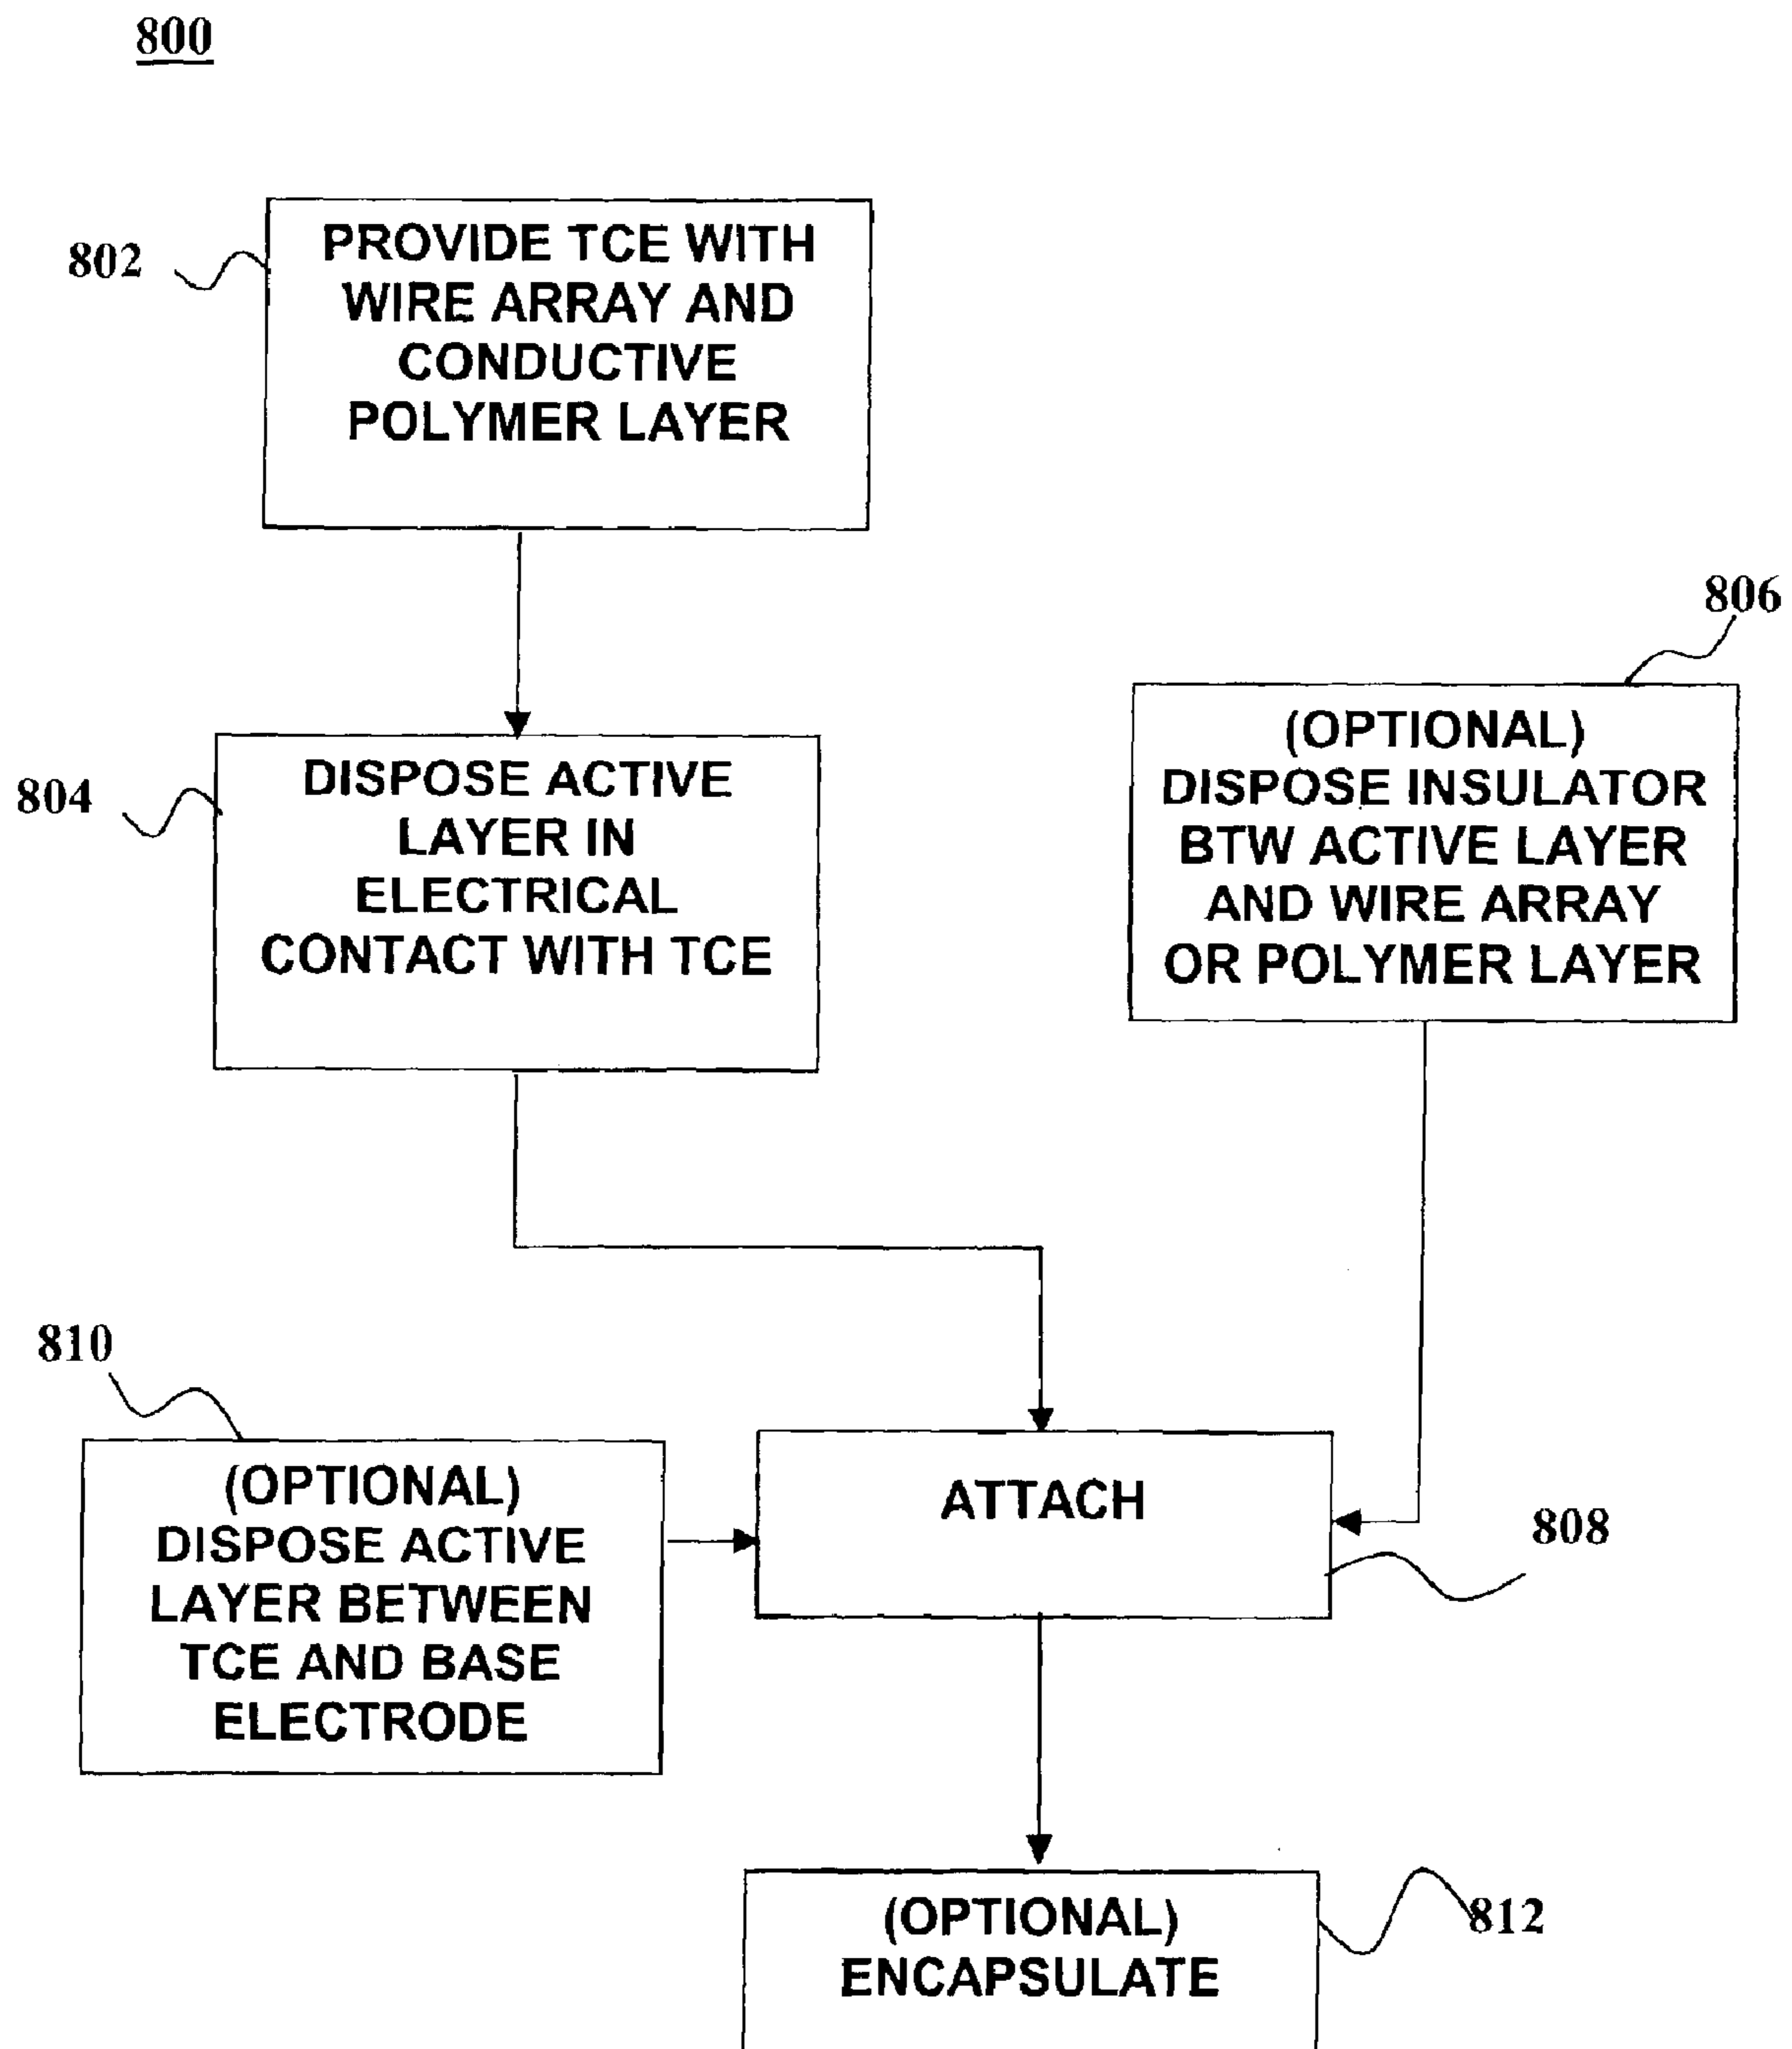 800
802
PROVIDE TCE WITH
WIRE ARRAY AND
CONDUCTIVE
POLYMER LAYER
804
DISPOSE ACTIVE
LAYER IN
ELECTRICAL
CONTACT WITH TCE
806
(OPTIONAL)
DISPOSE INSULATOR
BTW ACTIVE LAYER
AND WIRE ARRAY
OR POLYMER LAYER
810
(OPTIONAL)
DISPOSE ACTIVE
LAYER BETWEEN
TCE AND BASE
ELECTRODE
ATTACH
808
(OPTIONAL)
ENCAPSULATE
812